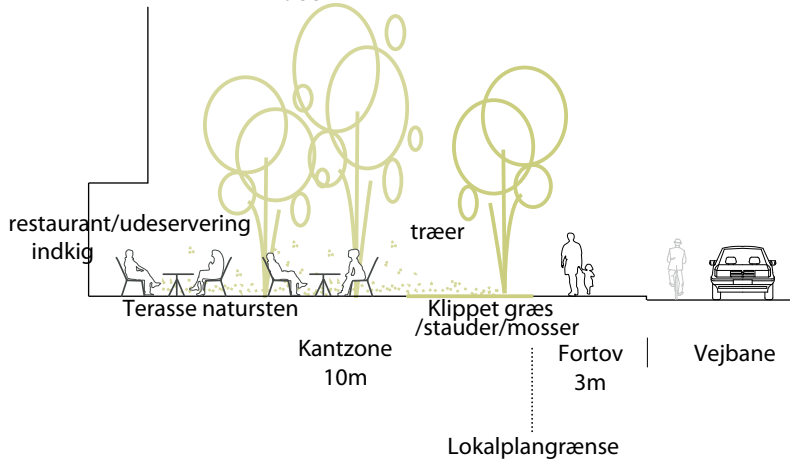 restaurant/udeservering
indkig
træer
Terasse natursten
Klippet græs
/stauder/mosser
Kantzone
10m
Fortov
3m
Vejbane
Lokalplangrænse